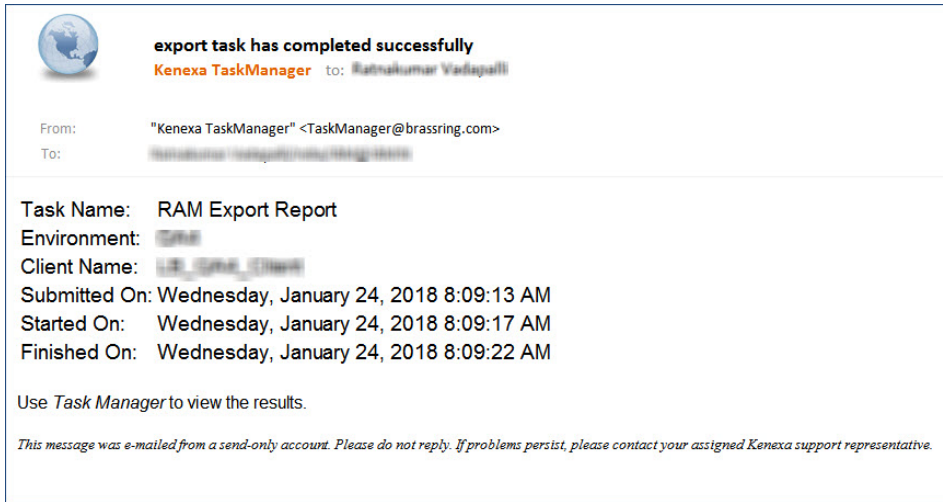 export task has completed successfully
Kenexa TaskManager to:
From: "Kenexa TaskManager" <TaskManager@brassring.com>
To:
Task Name: RAM Export Report
Environment:
Client Name:
Submitted On: Wednesday, January 24, 2018 8:09:13 AM
Started On: Wednesday, January 24, 2018 8:09:17 AM
Finished On: Wednesday, January 24, 2018 8:09:22 AM
Use Task Manager to view the results.
This message was e-mailed from a send-only account. Please do not reply. If problems persist, please contact your assigned Kenexa support representative.